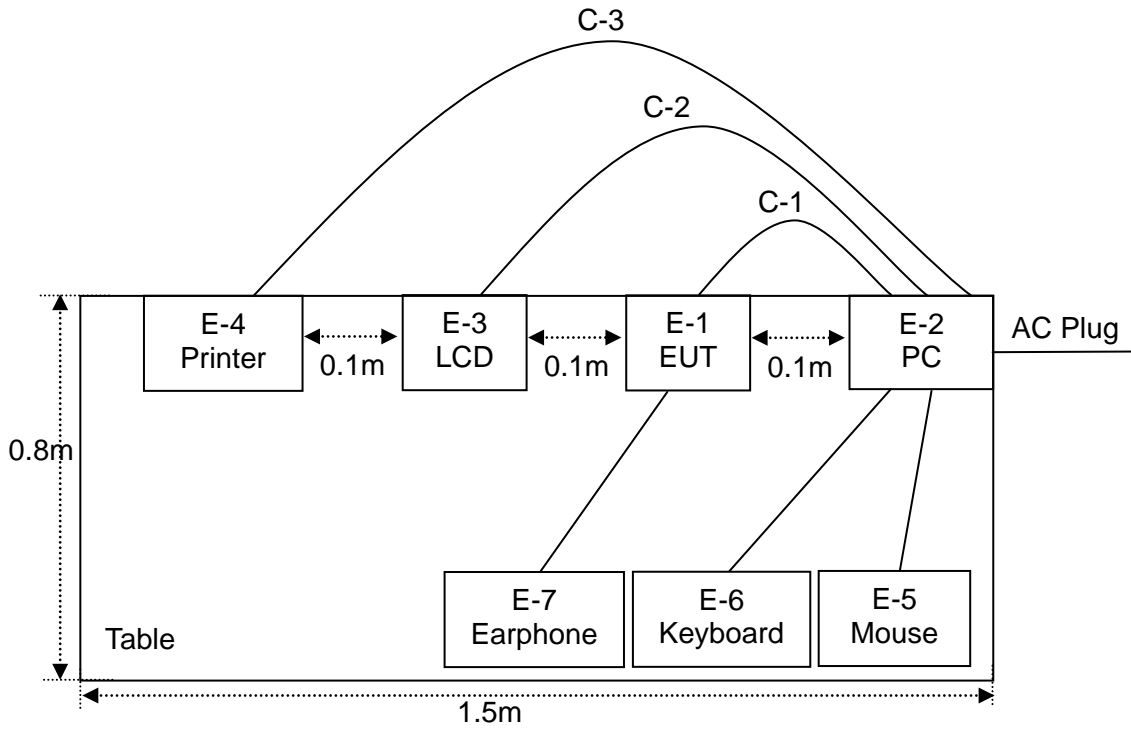 C-3
C-2
C-1
E-4
Printer
E-3
LCD
E-1
EUT
E-2
PC
AC Plug
0.1m
0.1m
0.1m
0.8m
E-7
Earphone
E-6
Keyboard
E-5
Mouse
Table
1.5m